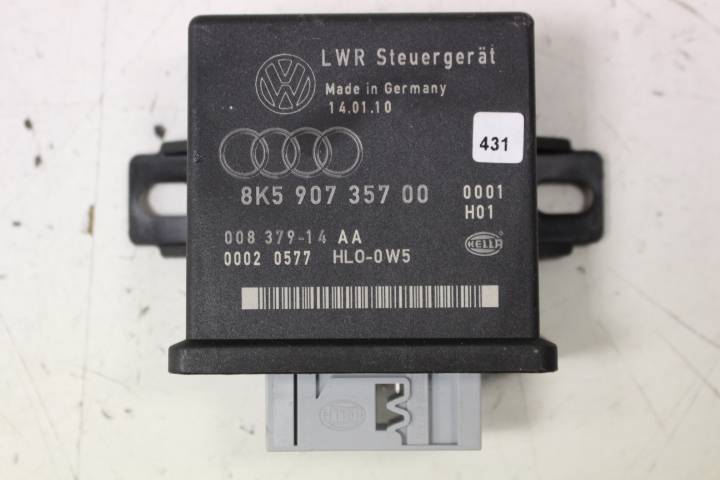 LWR Steuergerät
Made in Germany
14.01.10
431
8K5 907 357 00 0001
H01
008 379-14 AA
0002 0577 HLO-0W5
HELLA
HELLA